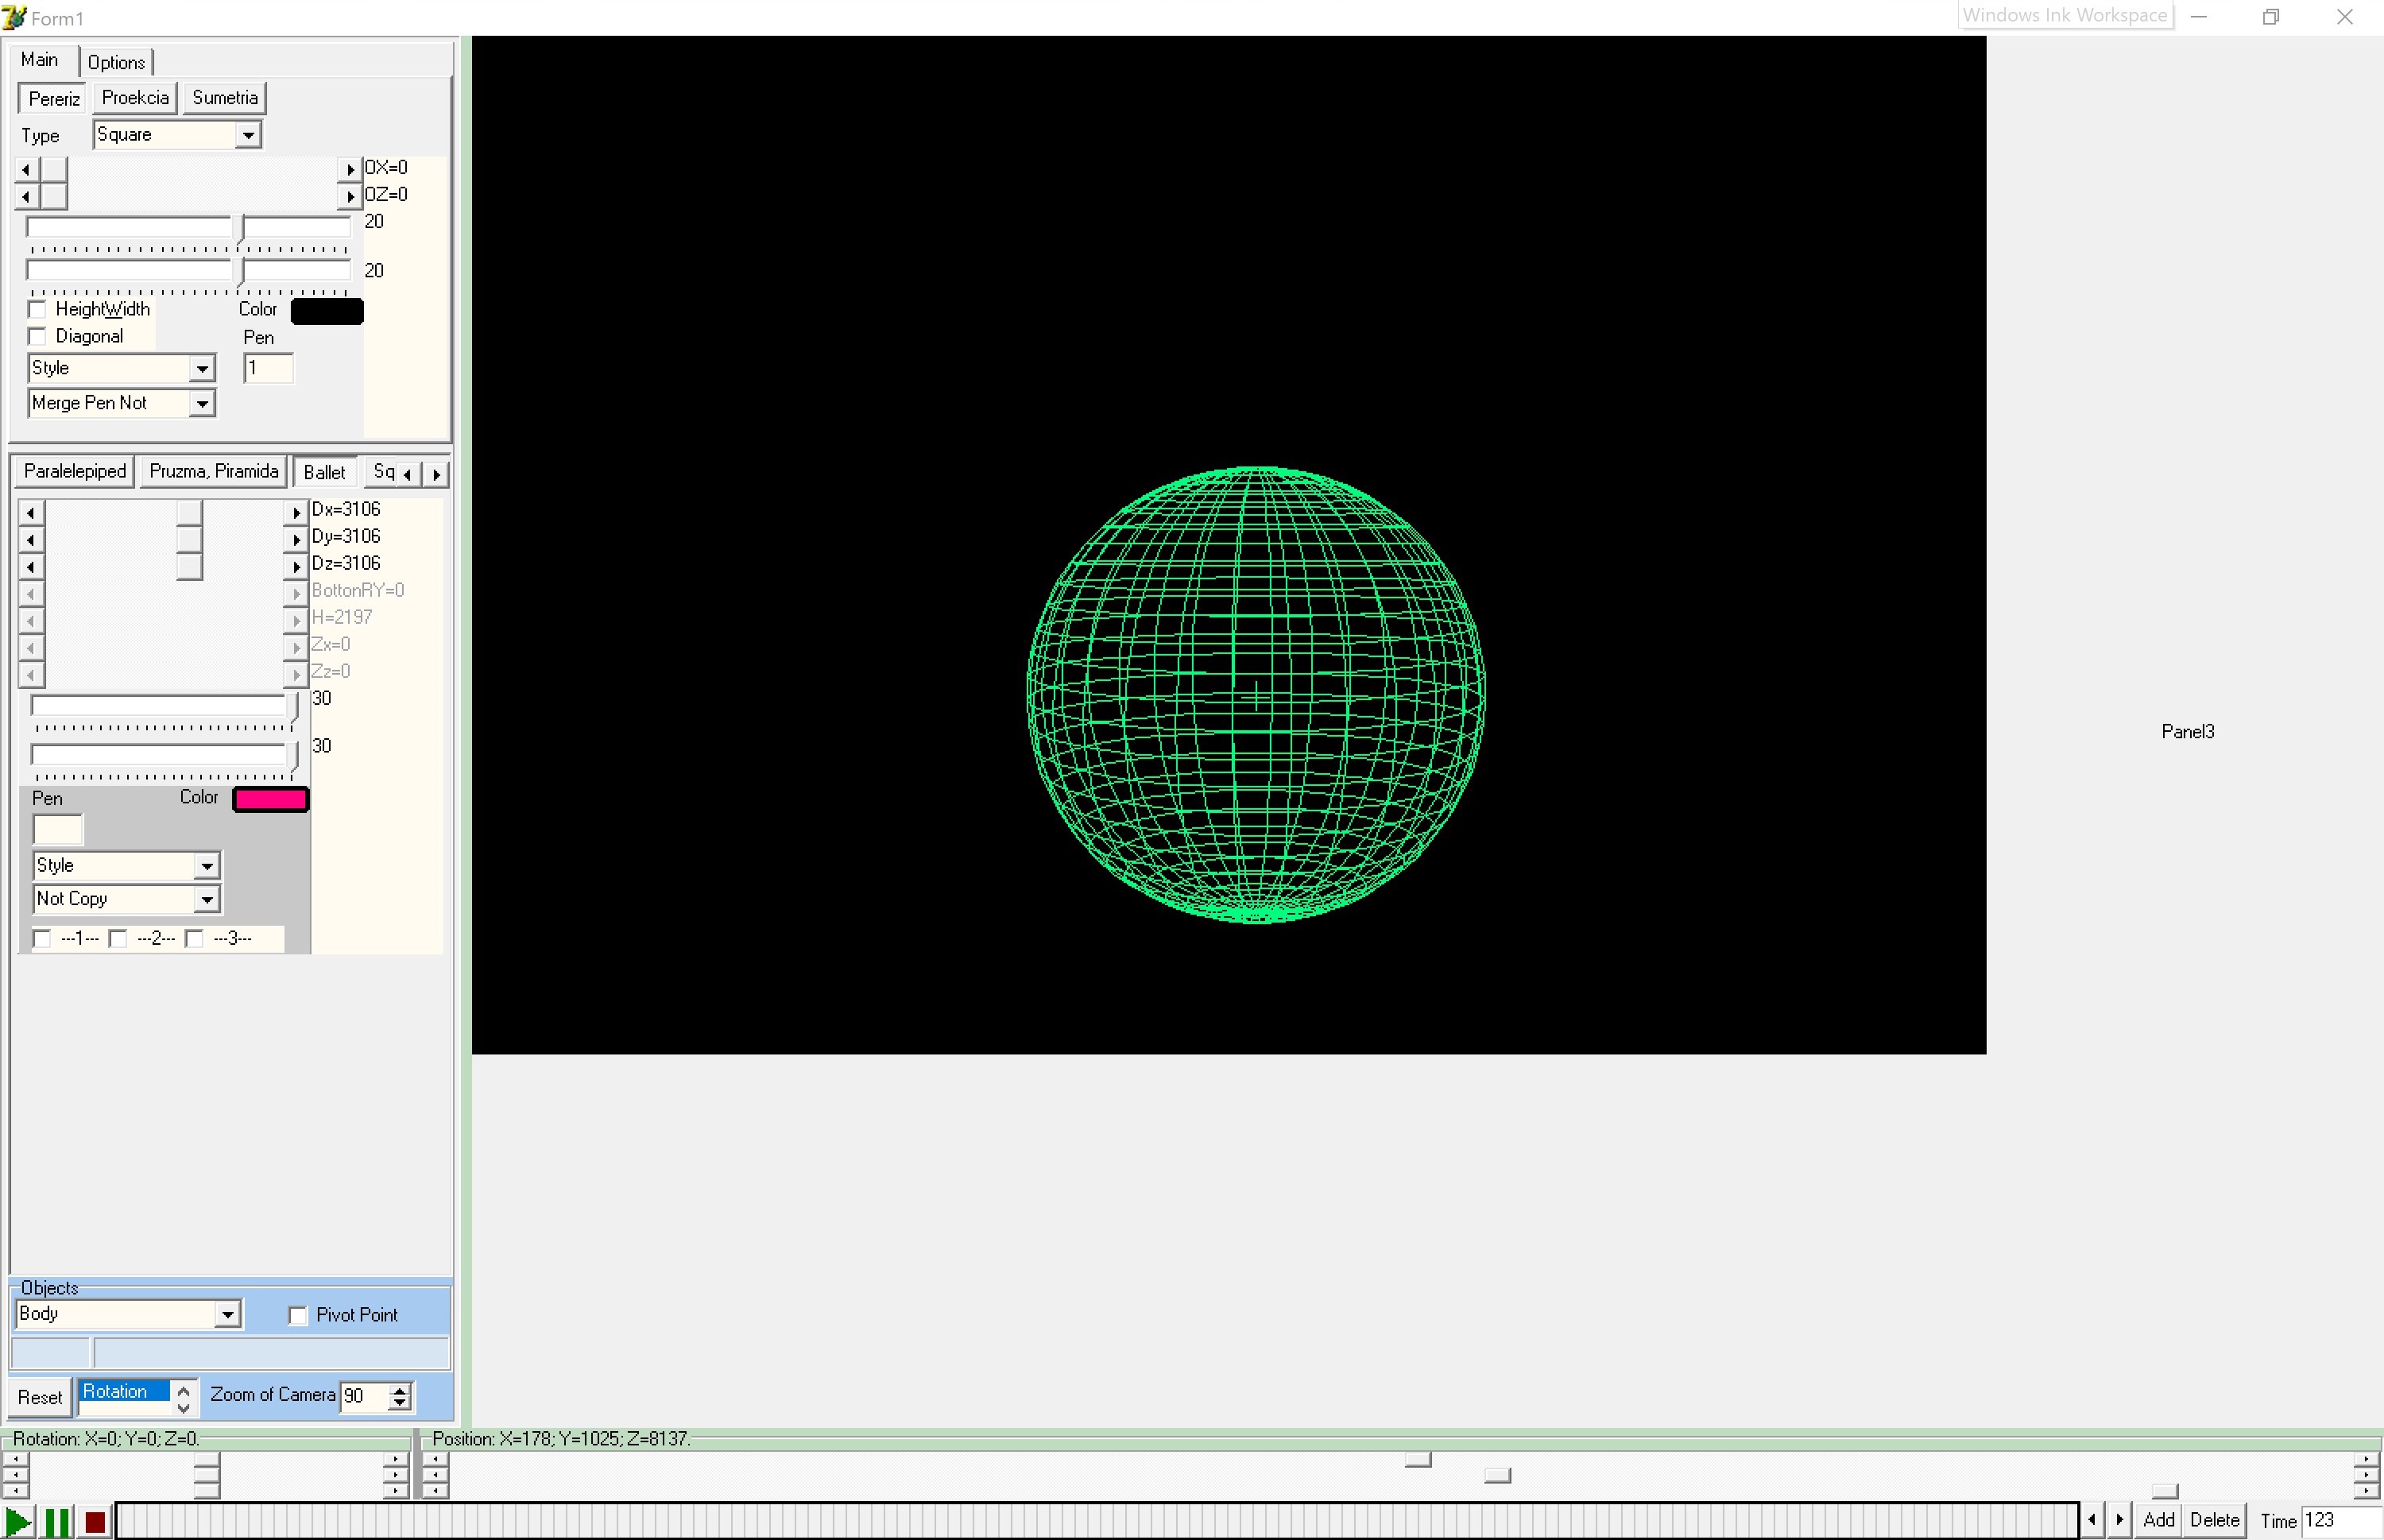 Form1
Windows Ink Workspace
Main Options
Pereriz Proekcia Sumetria
Type Square
OX=0
OZ=0
20
20
HeightWidth Color
Diagonal Pen
Style 1
Merge Pen Not
Paralelepiped Pruzma, Piramida Ballet Sq
Dx=3106
Dy=3106
Dz=3106
BottonRY=0
H=2197
Zx=0
Zz=0
30
30
Pen Color
Style
Not Copy
---1--- ---2--- ---3---
Panel3
Objects
Body Pivot Point
Reset Rotation Zoom of Camera 90
Rotation: X=0; Y=0; Z=0. Position: X=178; Y=1025; Z=8137.
Add Delete Time 123